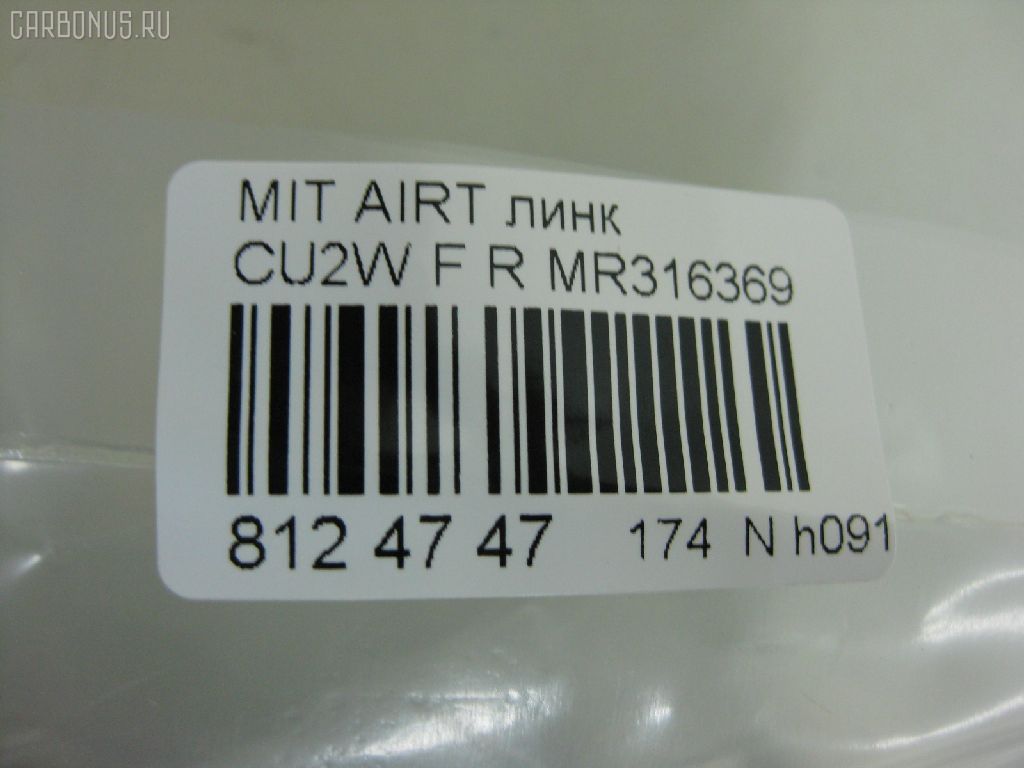 CARBONUS.RU
MIT AIRT линк
CU2W F R MR316369
812 47 47 174 N h091